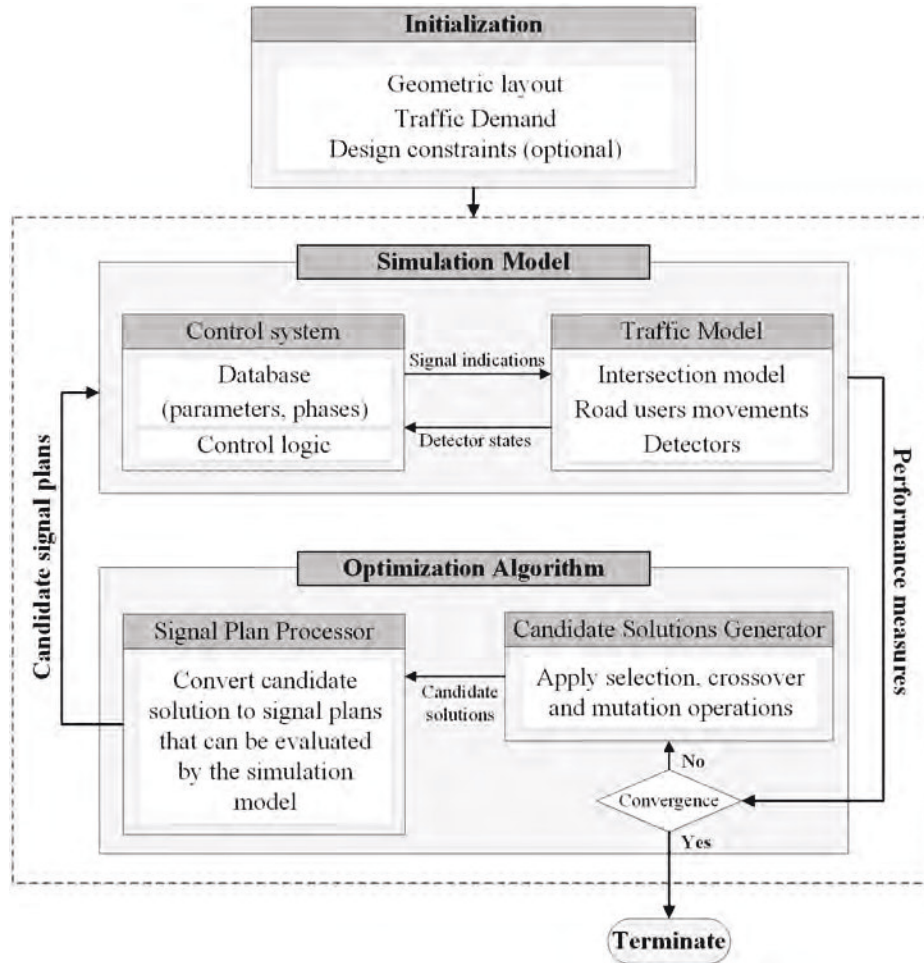 Initialization
Geometric layout
Traffic Demand
Design constraints (optional)
Simulation Model
Control system
Database
(parameters, phases)
Control logic
Signal indications
Detector states
Traffic Model
Intersection model
Road users movements
Detectors
Candidate signal plans
Performance measures
Optimization Algorithm
Signal Plan Processor
Convert candidate
solution to signal plans
that can be evaluated
by the simulation
model
Candidate
solutions
Candidate Solutions Generator
Apply selection, crossover
and mutation operations
No
Convergence
Yes
Terminate